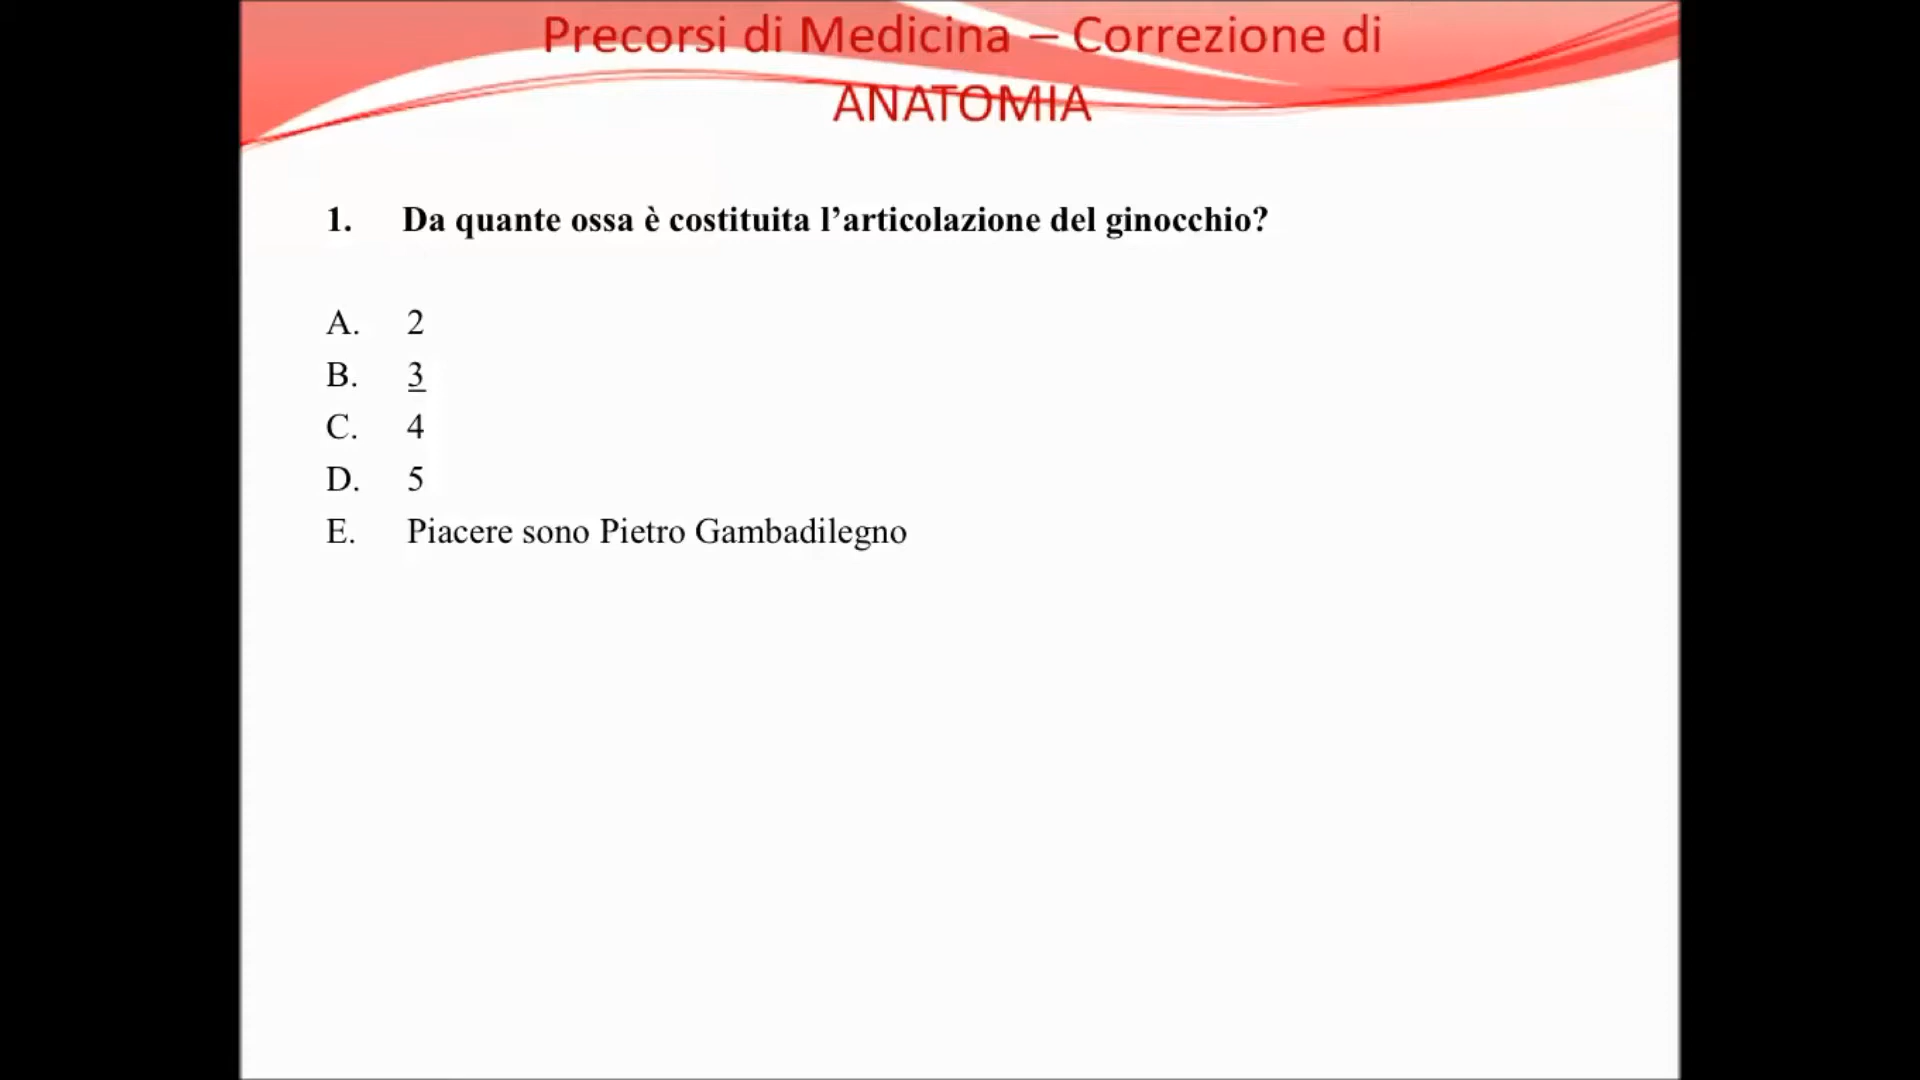 Precorsi di Medicina – Correzione di
ANATOMIA
1. Da quante ossa è costituita l’articolazione del ginocchio?
A. 2
B. 3
C. 4
D. 5
E. Piacere sono Pietro Gambadilegno